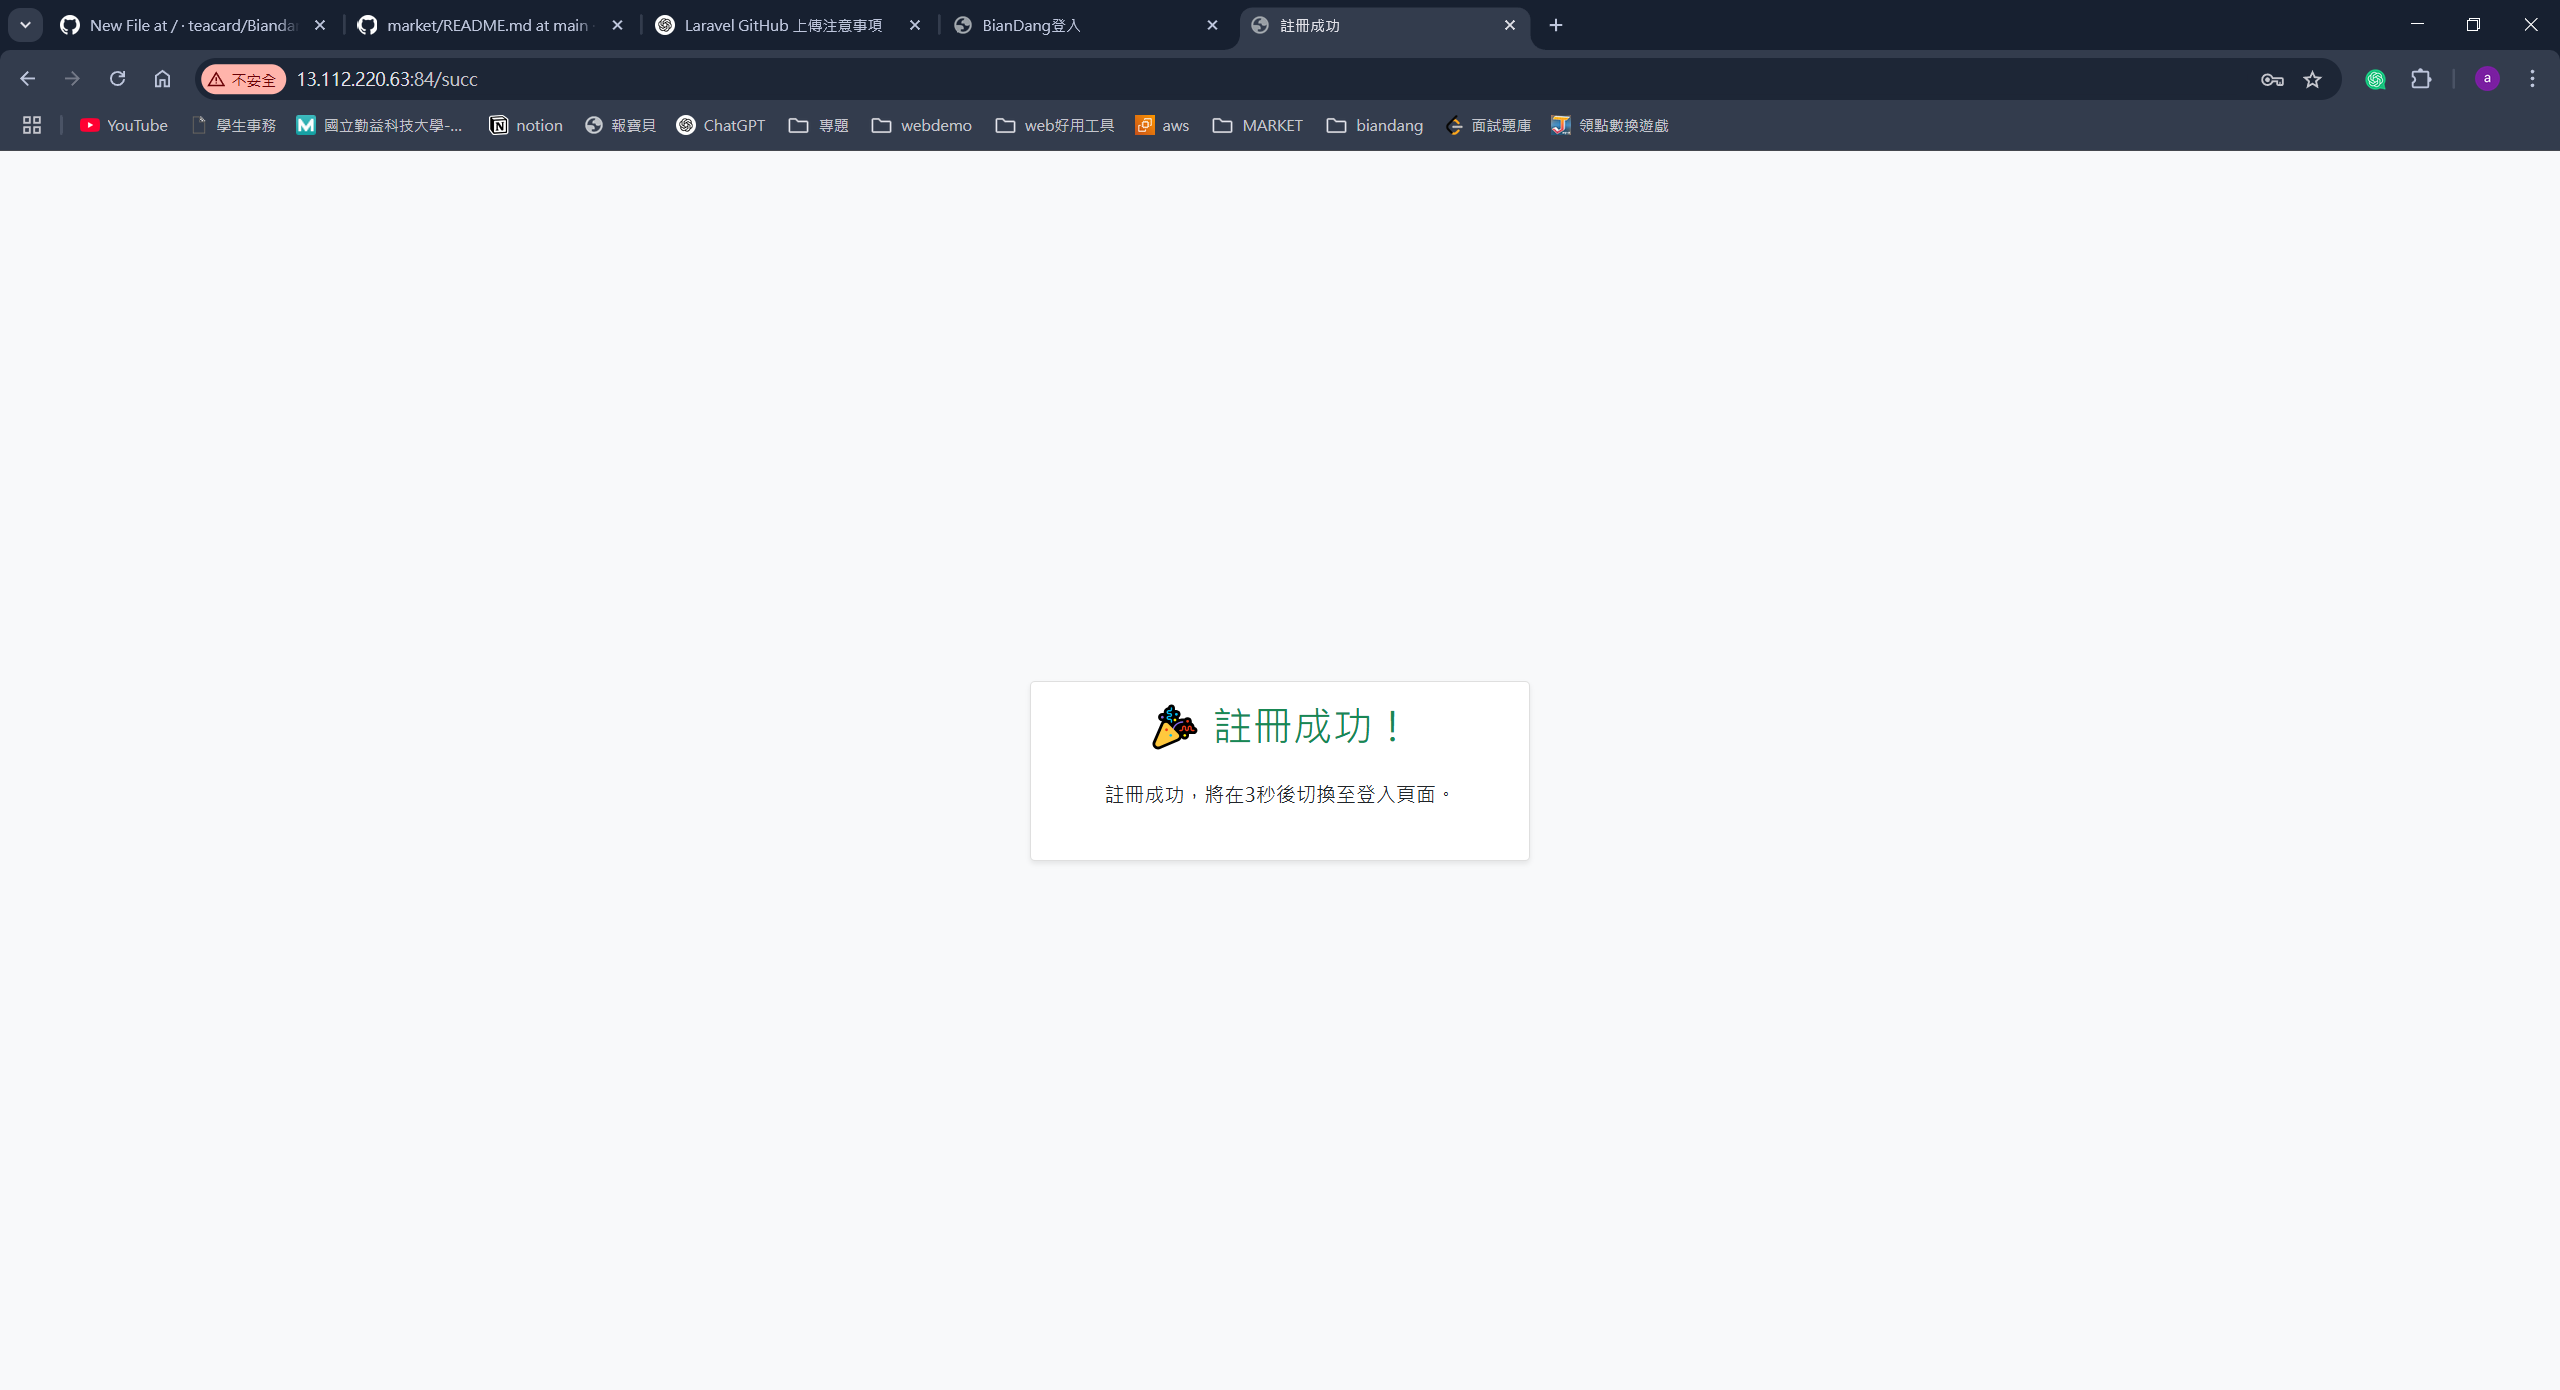 New File at / · teacard/Bianda
market/README.md at main
Laravel GitHub 上傳注意事項
BianDang登入
註冊成功
不安全
13.112.220.63:84/succ
a
YouTube
學生事務
國立勤益科技大學-...
notion
報寶貝
ChatGPT
專題
webdemo
web好用工具
aws
MARKET
biandang
面試題庫
領點數換遊戲
註冊成功！
註冊成功，將在3秒後切換至登入頁面。